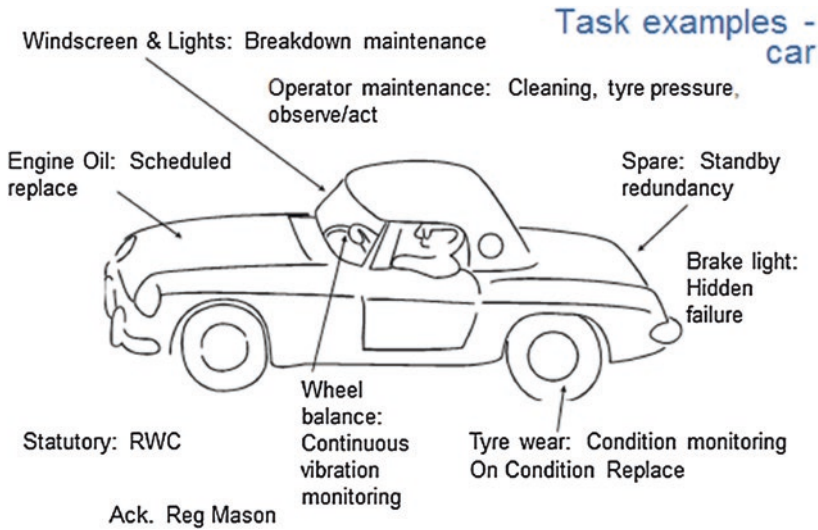 Task examples -
car
Windscreen & Lights: Breakdown maintenance
Operator maintenance: Cleaning, tyre pressure,
observe/act
Engine Oil: Scheduled
replace
Spare: Standby
redundancy
Brake light:
Hidden
failure
Wheel
balance:
Continuous
vibration
monitoring
Statutory: RWC
Tyre wear: Condition monitoring
On Condition Replace
Ack. Reg Mason